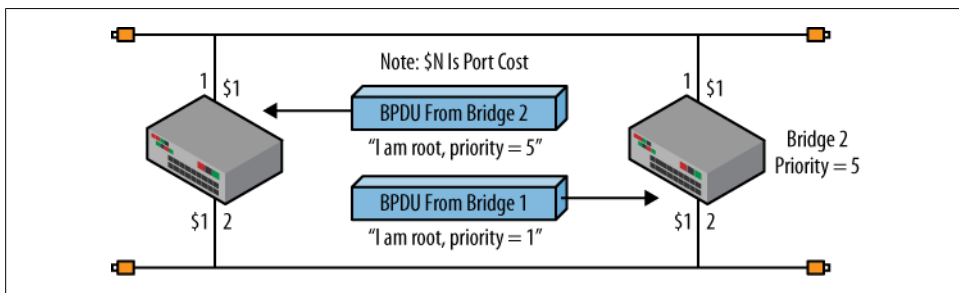 Note: $N Is Port Cost
1 $1
BPDU From Bridge 2
1 $1
"I am root, priority = 5"
Bridge 2
Priority = 5
BPDU From Bridge 1
$1 2
"I am root, priority = 1"
$1 2